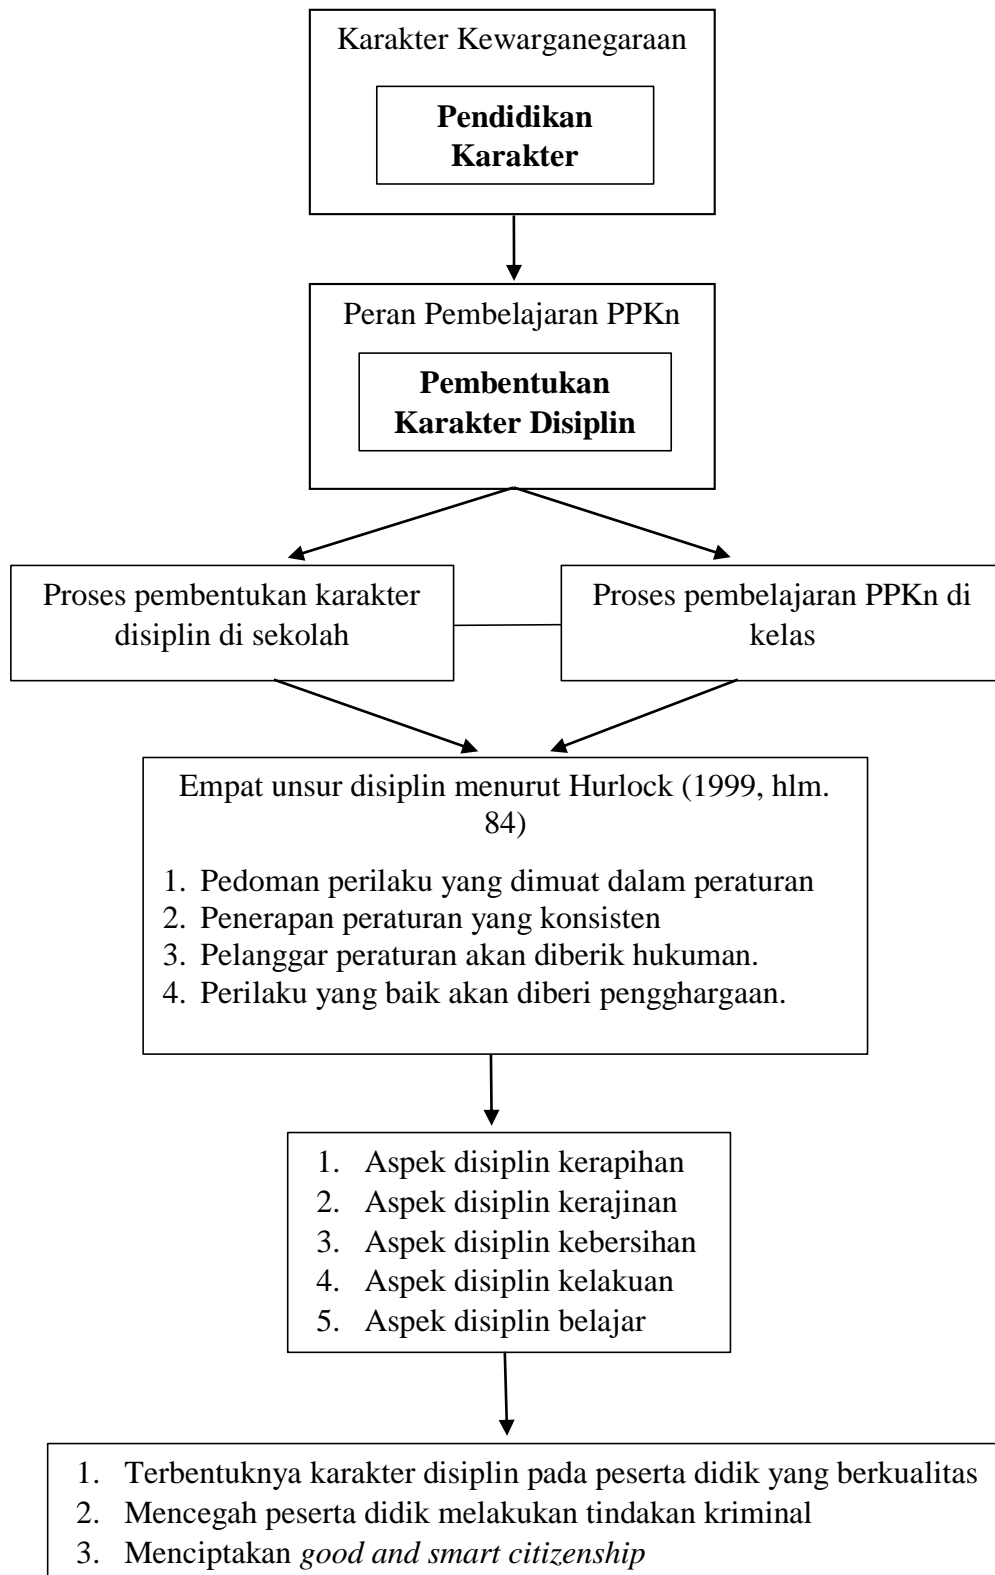 Karakter Kewarganegaraan
Pendidikan
Karakter
Peran Pembelajaran PPKn
Pembentukan
Karakter Disiplin
Proses pembentukan karakter
disiplin di sekolah
Proses pembelajaran PPKn di
kelas
Empat unsur disiplin menurut Hurlock (1999, hlm.
84)
1. Pedoman perilaku yang dimuat dalam peraturan
2. Penerapan peraturan yang konsisten
3. Pelanggar peraturan akan diberik hukuman.
4. Perilaku yang baik akan diberi pengghargaan.
1. Aspek disiplin kerapihan
2. Aspek disiplin kerajinan
3. Aspek disiplin kebersihan
4. Aspek disiplin kelakuan
5. Aspek disiplin belajar
1. Terbentuknya karakter disiplin pada peserta didik yang berkualitas
2. Mencegah peserta didik melakukan tindakan kriminal
3. Menciptakan good and smart citizenship